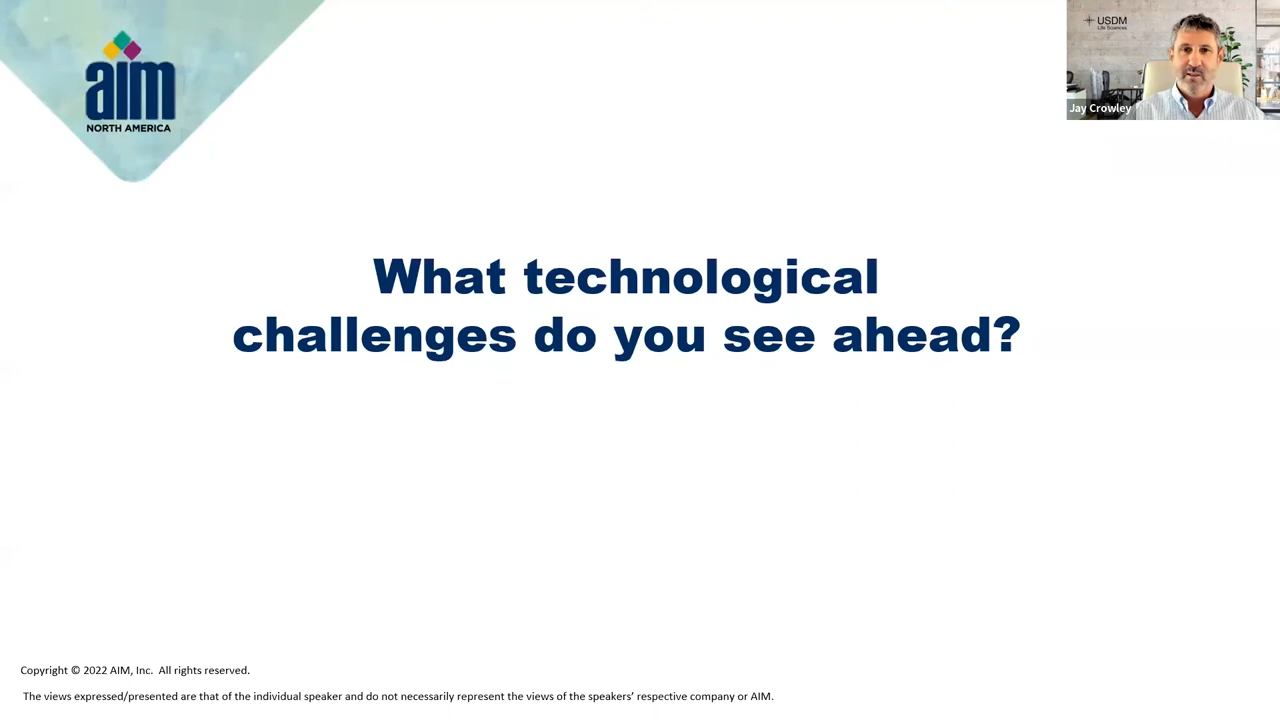 aim
NORTH AMERICA
USDM
Life Sciences
Jay Crowley
What technological
challenges do you see ahead?
Copyright © 2022 AIM, Inc.  All rights reserved.
The views expressed/presented are that of the individual speaker and do not necessarily represent the views of the speakers’ respective company or AIM.